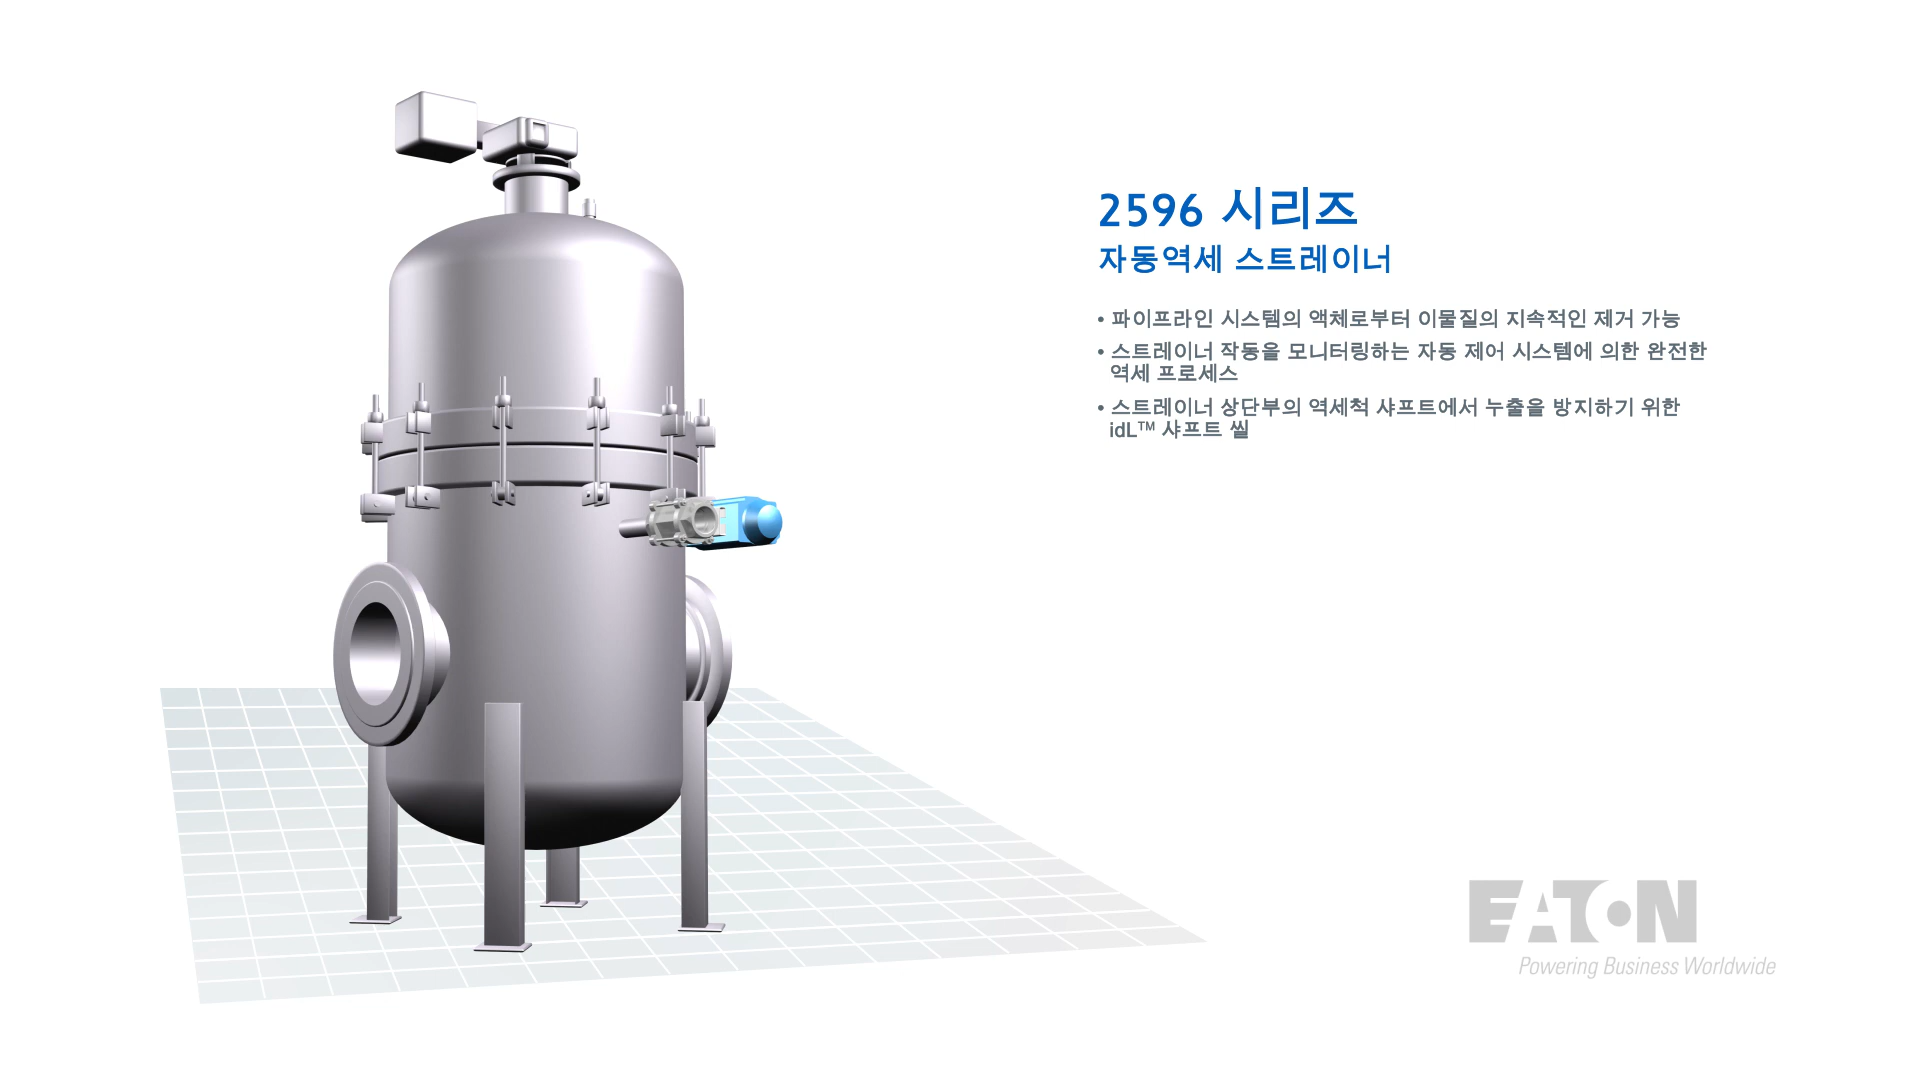 2596 시리즈
자동역세 스트레이너
• 파이프라인 시스템의 액체로부터 이물질의 지속적인 제거 가능
• 스트레이너 작동을 모니터링하는 자동 제어 시스템에 의한 완전한
역세 프로세스
• 스트레이너 상단부의 역세척 샤프트에서 누출을 방지하기 위한
idL™ 샤프트 씰
EATON
Powering Business Worldwide